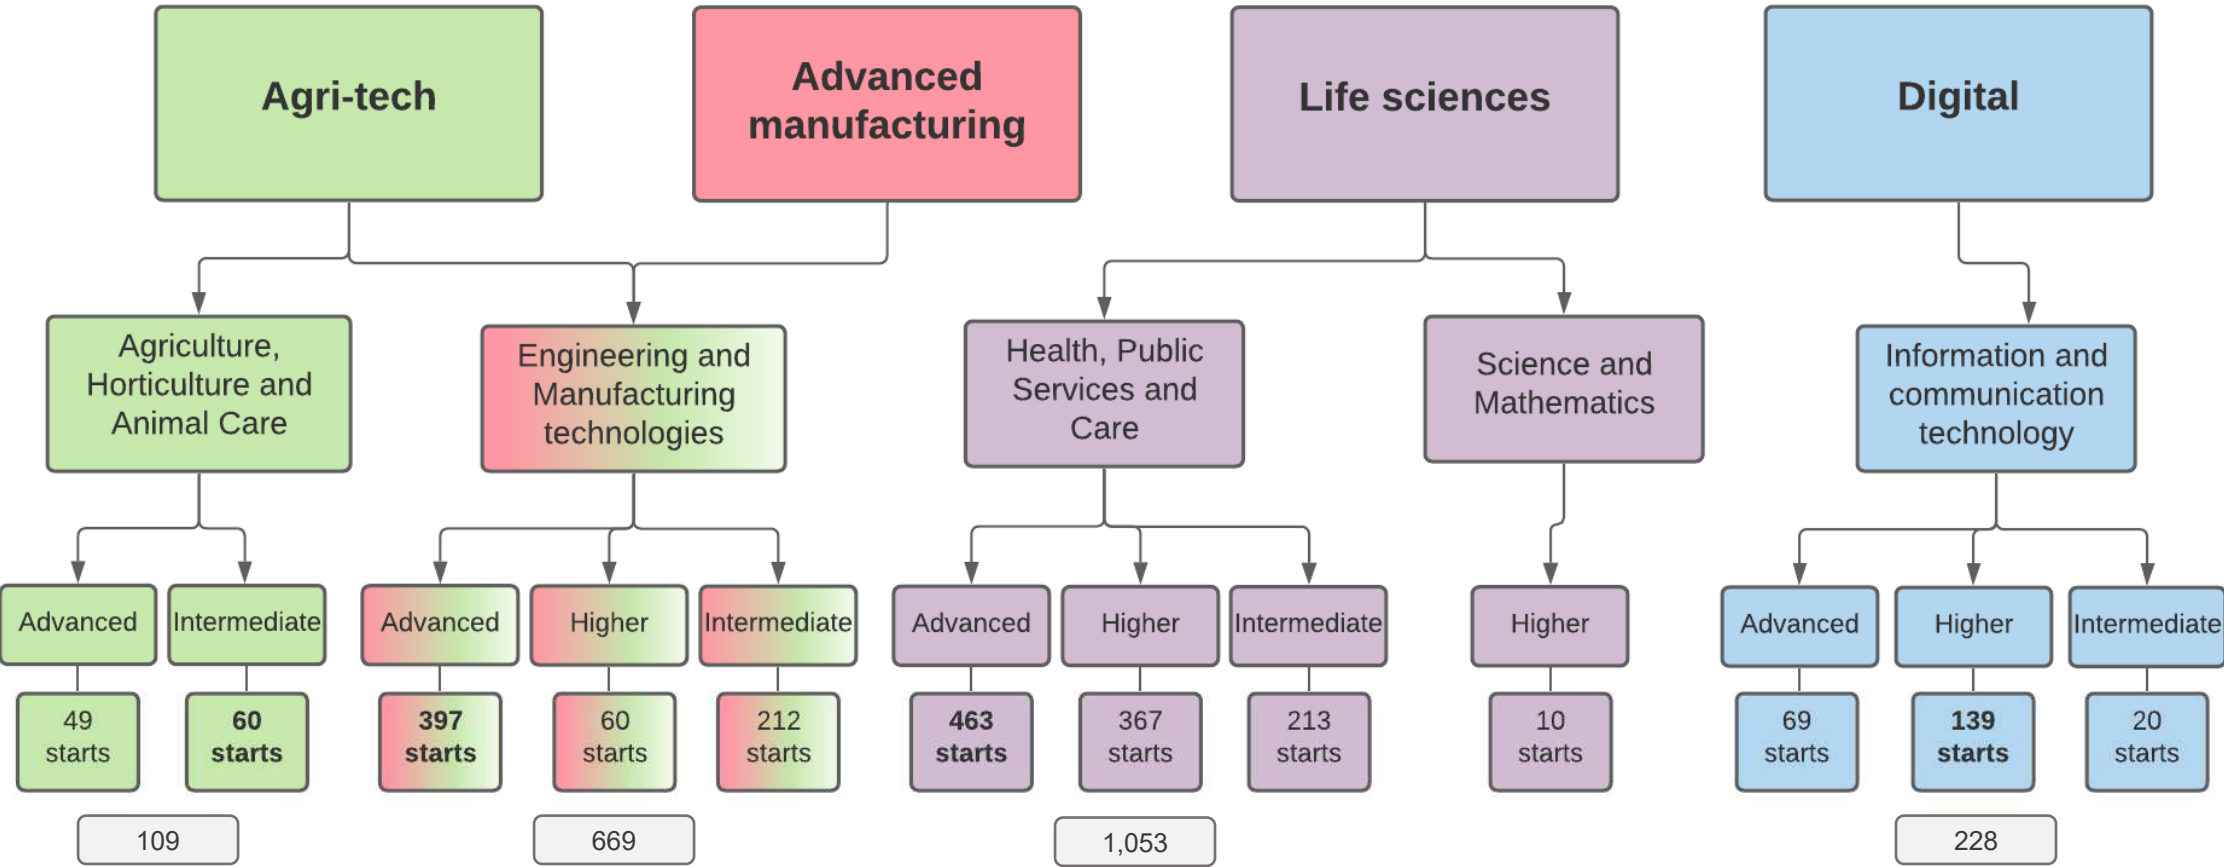 Agri-tech
Advanced
manufacturing
Life sciences
Digital
Agriculture,
Horticulture and
Animal Care
Engineering and
Manufacturing
technologies
Health, Public
Services and
Care
Science and
Mathematics
Information and
communication
technology
Advanced
Intermediate
Advanced
Higher
Intermediate
Advanced
Higher
Intermediate
Higher
Advanced
Higher
Intermediate
49
starts
60
starts
397
starts
60
starts
212
starts
463
starts
367
starts
213
starts
10
starts
69
starts
139
starts
20
starts
109
669
1,053
228